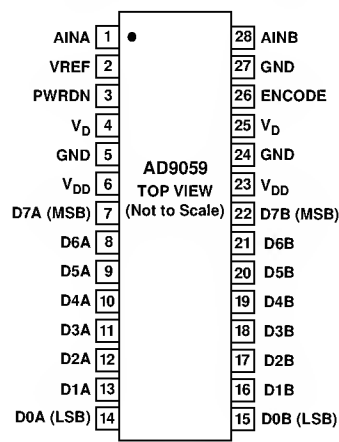 AINA 1 28 AINB
VREF 2 27 GND
PWRDN 3 26 ENCODE
VD 4 25 VD
GND 5 24 GND
VDD 6 23 VDD
AD9059
TOP VIEW
(Not to Scale)
D7A (MSB) 7 22 D7B (MSB)
D6A 8 21 D6B
D5A 9 20 D5B
D4A 10 19 D4B
D3A 11 18 D3B
D2A 12 17 D2B
D1A 13 16 D1B
D0A (LSB) 14 15 D0B (LSB)